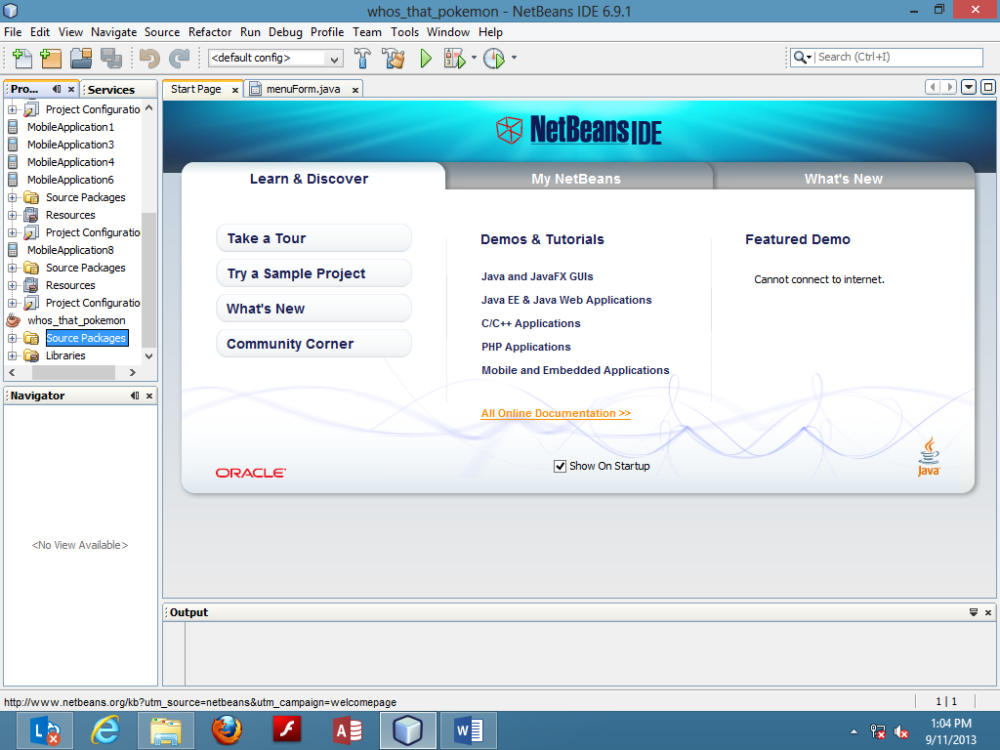 whos_that_pokemon - NetBeans IDE 6.9.1
File Edit View Navigate Source Refactor Run Debug Profile Team Tools Window Help
<default config>
Search (Ctrl+I)
Pro... Services
Start Page menuForm.java
Project Configuratio
MobileApplication1
MobileApplication3
MobileApplication4
MobileApplication6
Source Packages
Resources
Project Configuratio
MobileApplication8
Source Packages
Resources
Project Configuratio
whos_that_pokemon
Source Packages
Libraries
Navigator
<No View Available>
NetBeans IDE
Learn & Discover
My NetBeans
What's New
Take a Tour
Try a Sample Project
What's New
Community Corner
Demos & Tutorials
Java and JavaFX GUIs
Java EE & Java Web Applications
C/C++ Applications
PHP Applications
Mobile and Embedded Applications
All Online Documentation >>
Featured Demo
Cannot connect to internet.
ORACLE
Show On Startup
Java
Output
http://www.netbeans.org/kb?utm_source=netbeans&utm_campaign=welcomepage
1 | 1
1:04 PM
9/11/2013